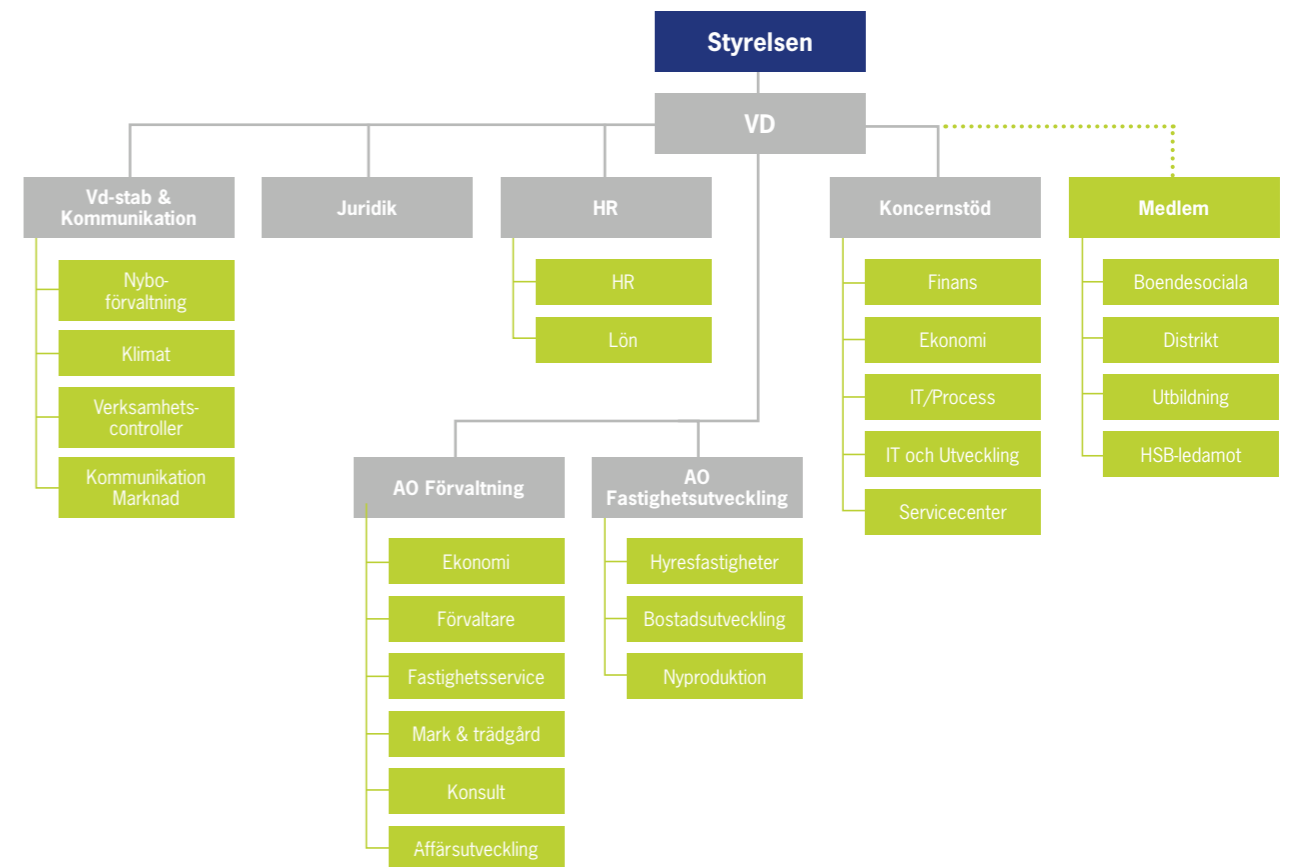 Styrelsen
VD
Vd-stab &
Kommunikation
Nybo-
förvaltning
Klimat
Verksamhets-
controller
Kommunikation
Marknad
Juridik
HR
HR
Lön
Koncernstöd
Finans
Ekonomi
IT/Process
IT och Utveckling
Servicecenter
Medlem
Boendesociala
Distrikt
Utbildning
HSB-ledamot
AO Förvaltning
Ekonomi
Förvaltare
Fastighetsservice
Mark & trädgård
Konsult
Affärsutveckling
AO
Fastighetsutveckling
Hyresfastigheter
Bostadsutveckling
Nyproduktion